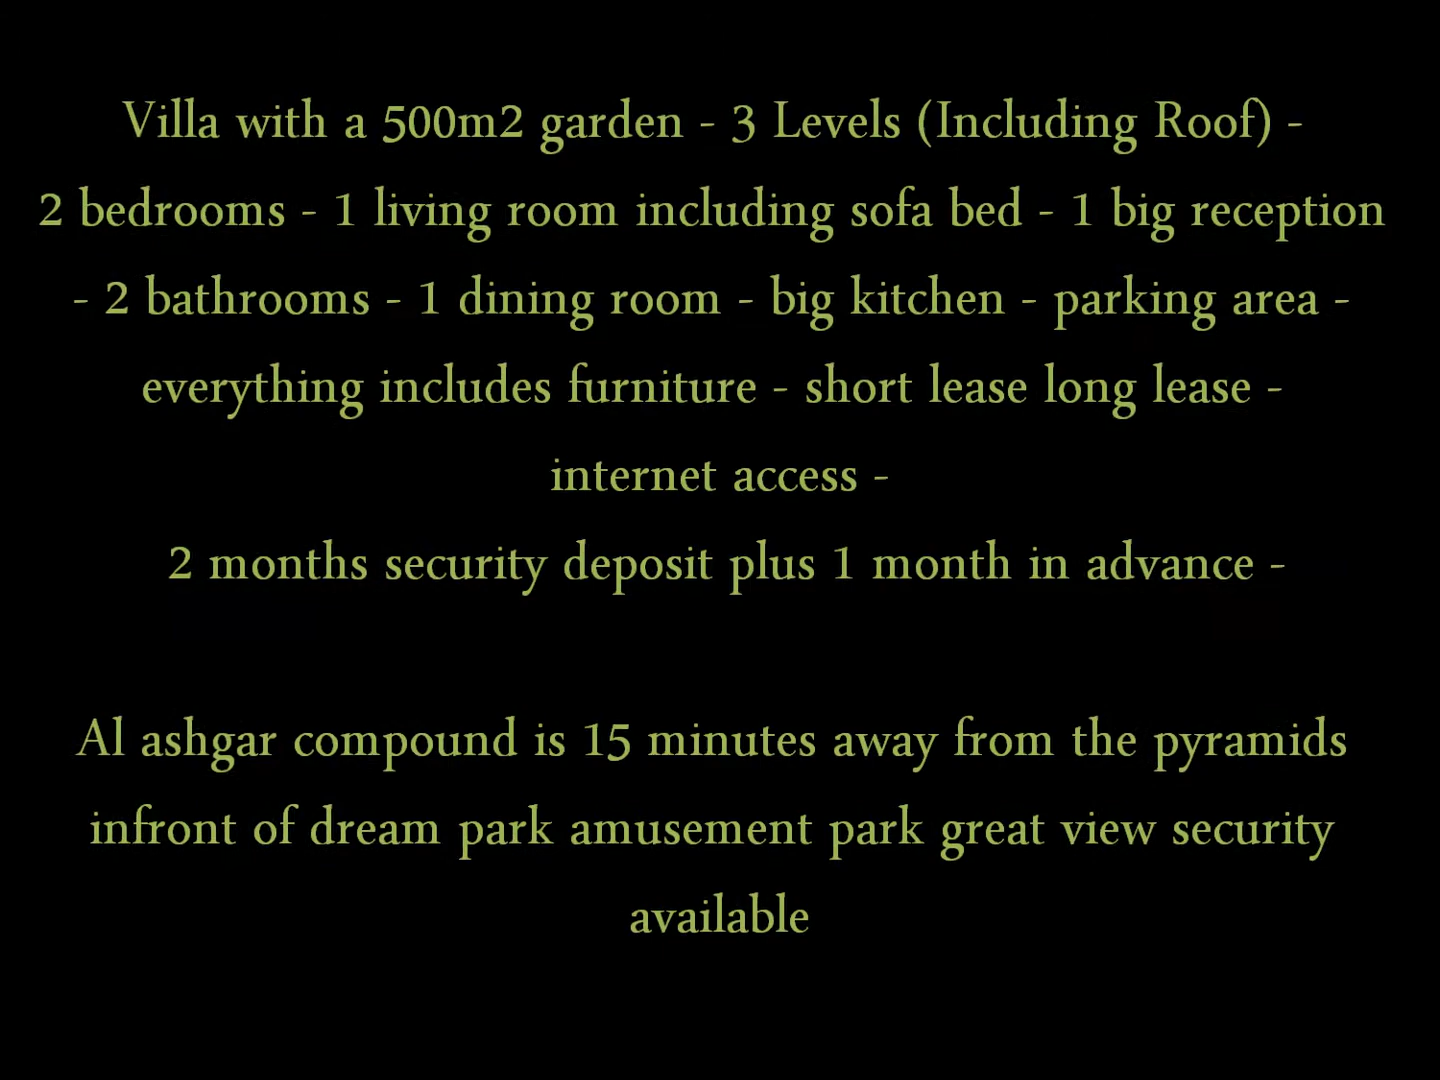 Villa with a 500m2 garden - 3 Levels (Including Roof) -
2 bedrooms - 1 living room including sofa bed - 1 big reception
- 2 bathrooms - 1 dining room - big kitchen - parking area -
everything includes furniture - short lease long lease -
internet access -
2 months security deposit plus 1 month in advance -
Al ashgar compound is 15 minutes away from the pyramids
infront of dream park amusement park great view security
available